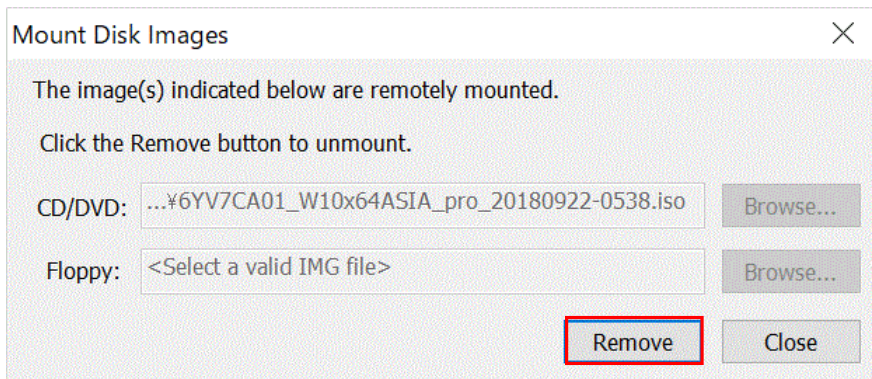 Mount Disk Images
The image(s) indicated below are remotely mounted.
Click the Remove button to unmount.
CD/DVD: ...¥6YV7CA01_W10x64ASIA_pro_20180922-0538.iso Browse...
Floppy: <Select a valid IMG file> Browse...
Remove Close